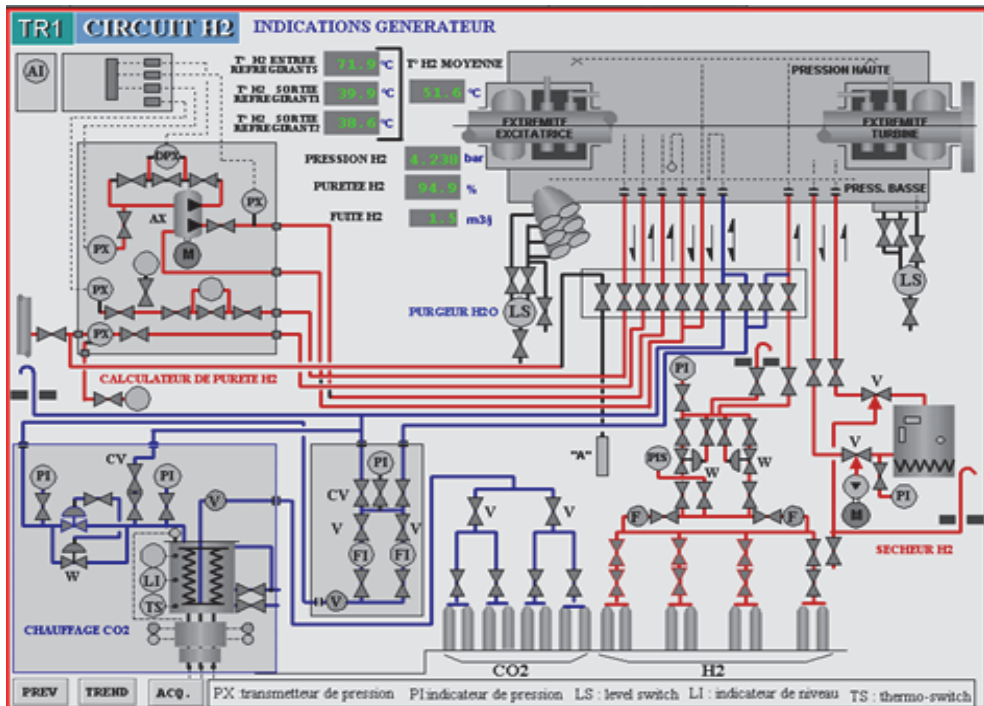 TR1 CIRCUIT H2 INDICATIONS GENERATEUR
AI
T° H2 ENTREE REFRIGIRANTS 71.9 °C
T° H2 SORTIE REFRIGIRANT1 39.9 °C
T° H2 SORTIE REFRIGIRANT2 38.6 °C
T° H2 MOYENNE
51.6 °C
PRESSION H2 4.238 bar
PURETEE H2 94.9 %
FUITE H2 1.5 m3j
PRESSION HAUTE
EXTREMITE EXCITATRICE
EXTREMITE TURBINE
PRESS. BASSE
DPX
AX
PX
PX
M
PX
PX
LS
LS
PURGEUR H2O
CALCULATEUR DE PURETE H2
PI
"A"
PIS
W
W
V
V
PI
M
SECHEUR H2
PI
CV
PI
V
W
LI
TS
CHAUFFAGE CO2
PI
CV
V
V
FI
FI
V
V
V
F
F
CO2
H2
PREV TREND ACQ.
PX :transmetteur de pression PI:indicateur de pression LS : level switch LI : indicateur de niveau TS : thermo-switch